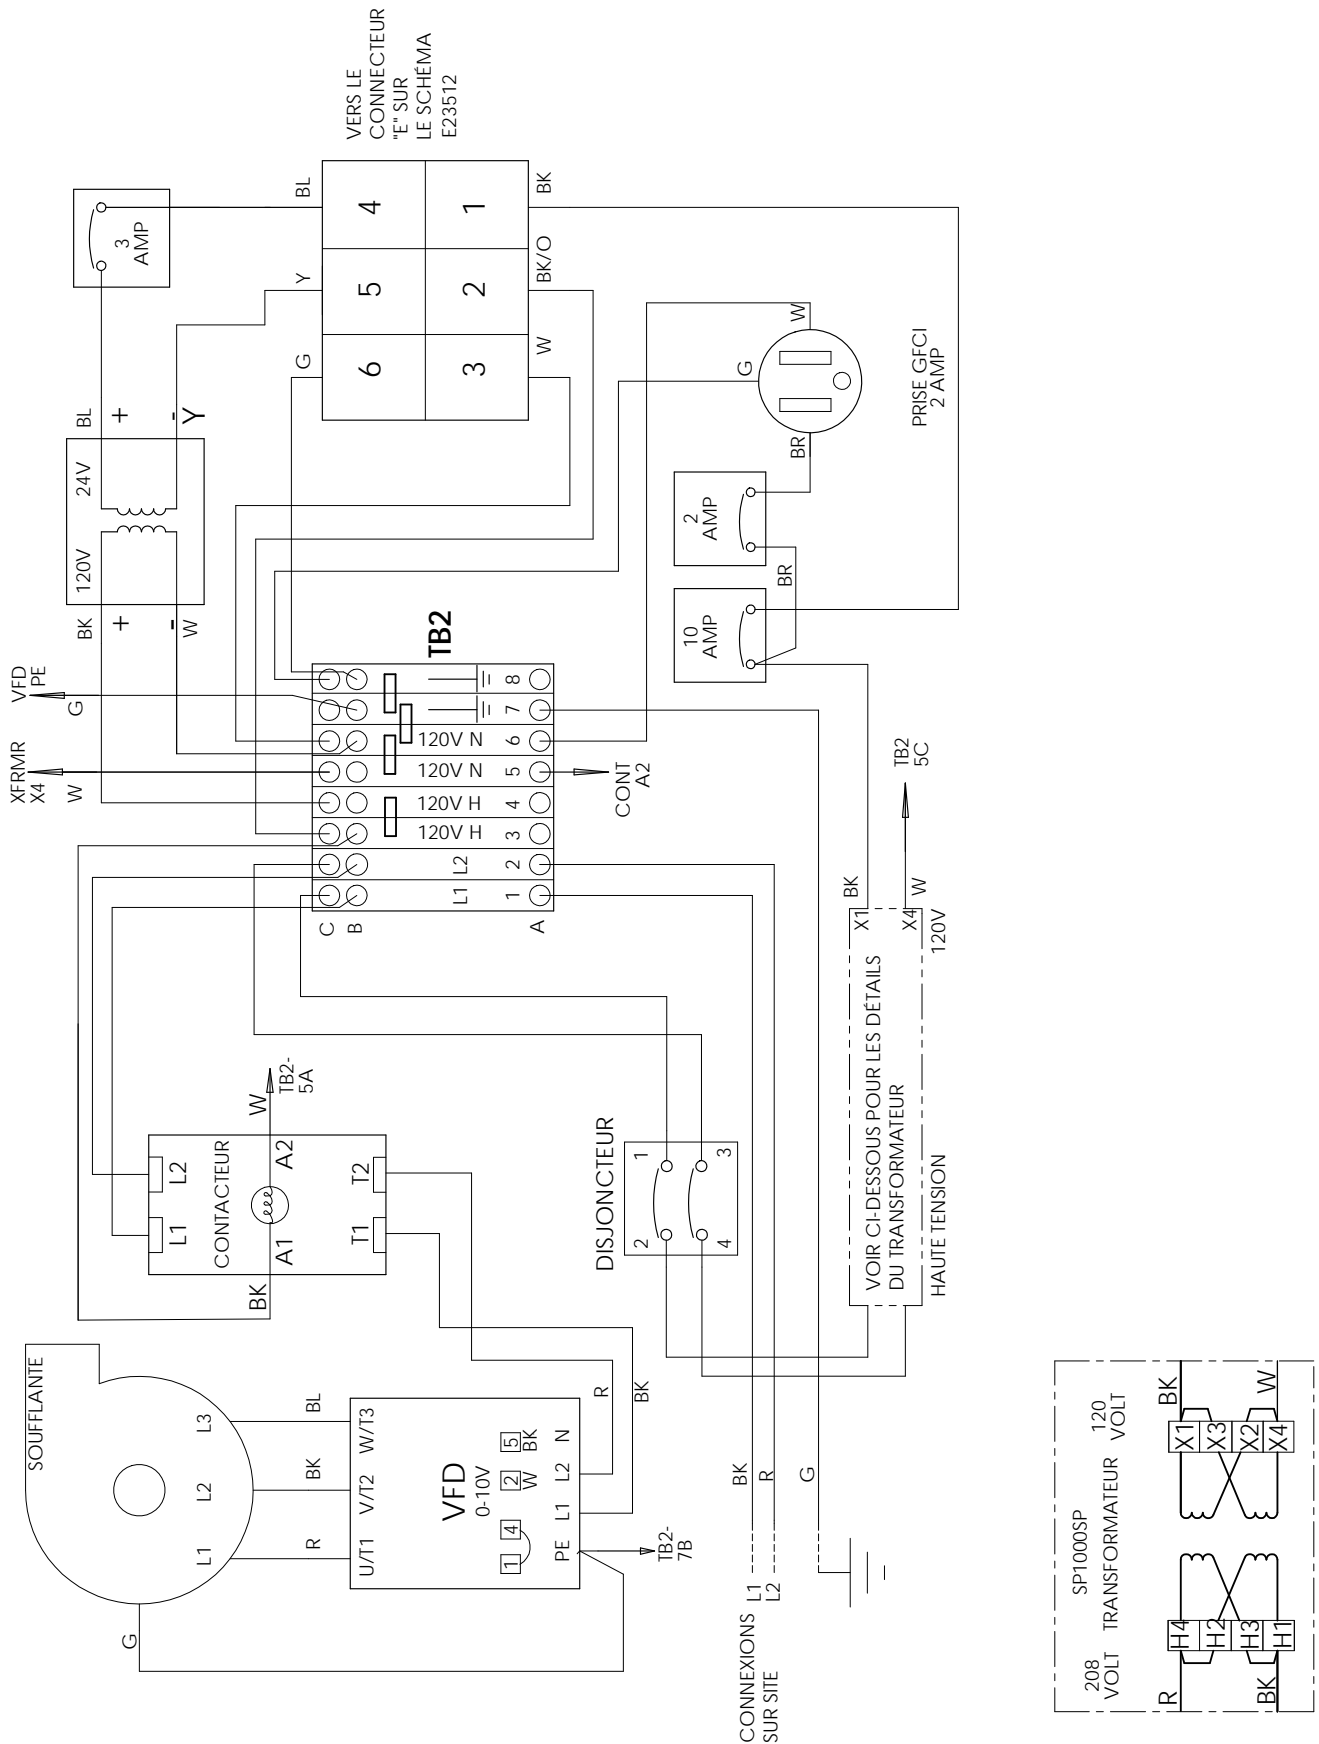 VERS LE
CONNECTEUR
"E" SUR
LE SCHÉMA
E23512
3
AMP
BL
Y
G
4
5
6
1
2
3
BK
BK/O
W
BL
+
-
Y
24V
120V
BK
+
-
W
VFD
PE
G
XFRMR
X4
W
TB2
8
7
120V N
6
120V N
5
120V H
4
120V H
3
L2
2
L1
1
C
B
A
CONT
A2
W
G
BR
PRISE GFCI
2 AMP
2
AMP
BR
10
AMP
TB2
5C
BK
W
X1
X4
120V
VOIR CI-DESSOUS POUR LES DÉTAILS
DU TRANSFORMATEUR
HAUTE TENSION
TB2-
5A
W
CONTACTEUR
L2
L1
A2
A1
T2
T1
BK
DISJONCTEUR
1
2
3
4
SOUFFLANTE
L3
L2
L1
BL
BK
R
G
W/T3
V/T2
U/T1
VFD
0-10V
5
BK
2
W
4
1
N
L2
L1
PE
R
BK
TB2-
7B
BK
R
G
L1
L2
CONNEXIONS
SUR SITE
SP1000SP
208
VOLT
TRANSFORMATEUR
120
VOLT
BK
W
X1
X3
X2
X4
H4
H2
H3
H1
R
BK